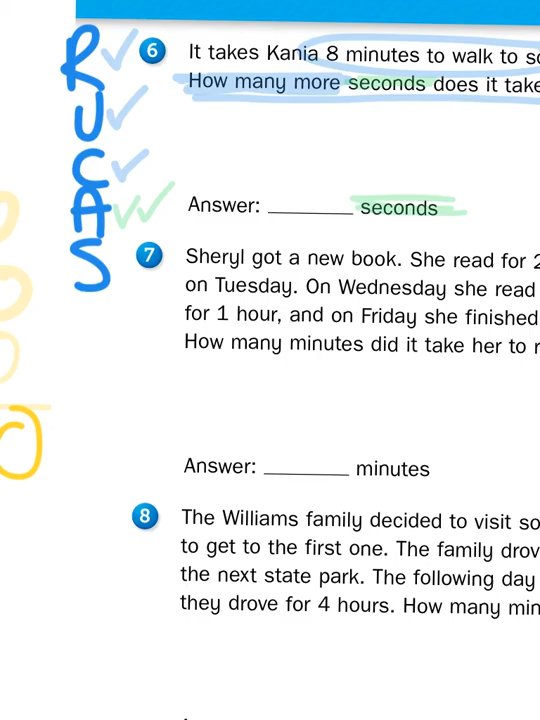 R
U
C
A
S
6 It takes Kania 8 minutes to walk to
How many more seconds does it take
Answer: ________ seconds
7 Sheryl got a new book. She read for
on Tuesday. On Wednesday she read
for 1 hour, and on Friday she finished
How many minutes did it take her to
Answer: ________ minutes
8 The Williams family decided to visit
to get to the first one. The family
the next state park. The following day
they drove for 4 hours. How many